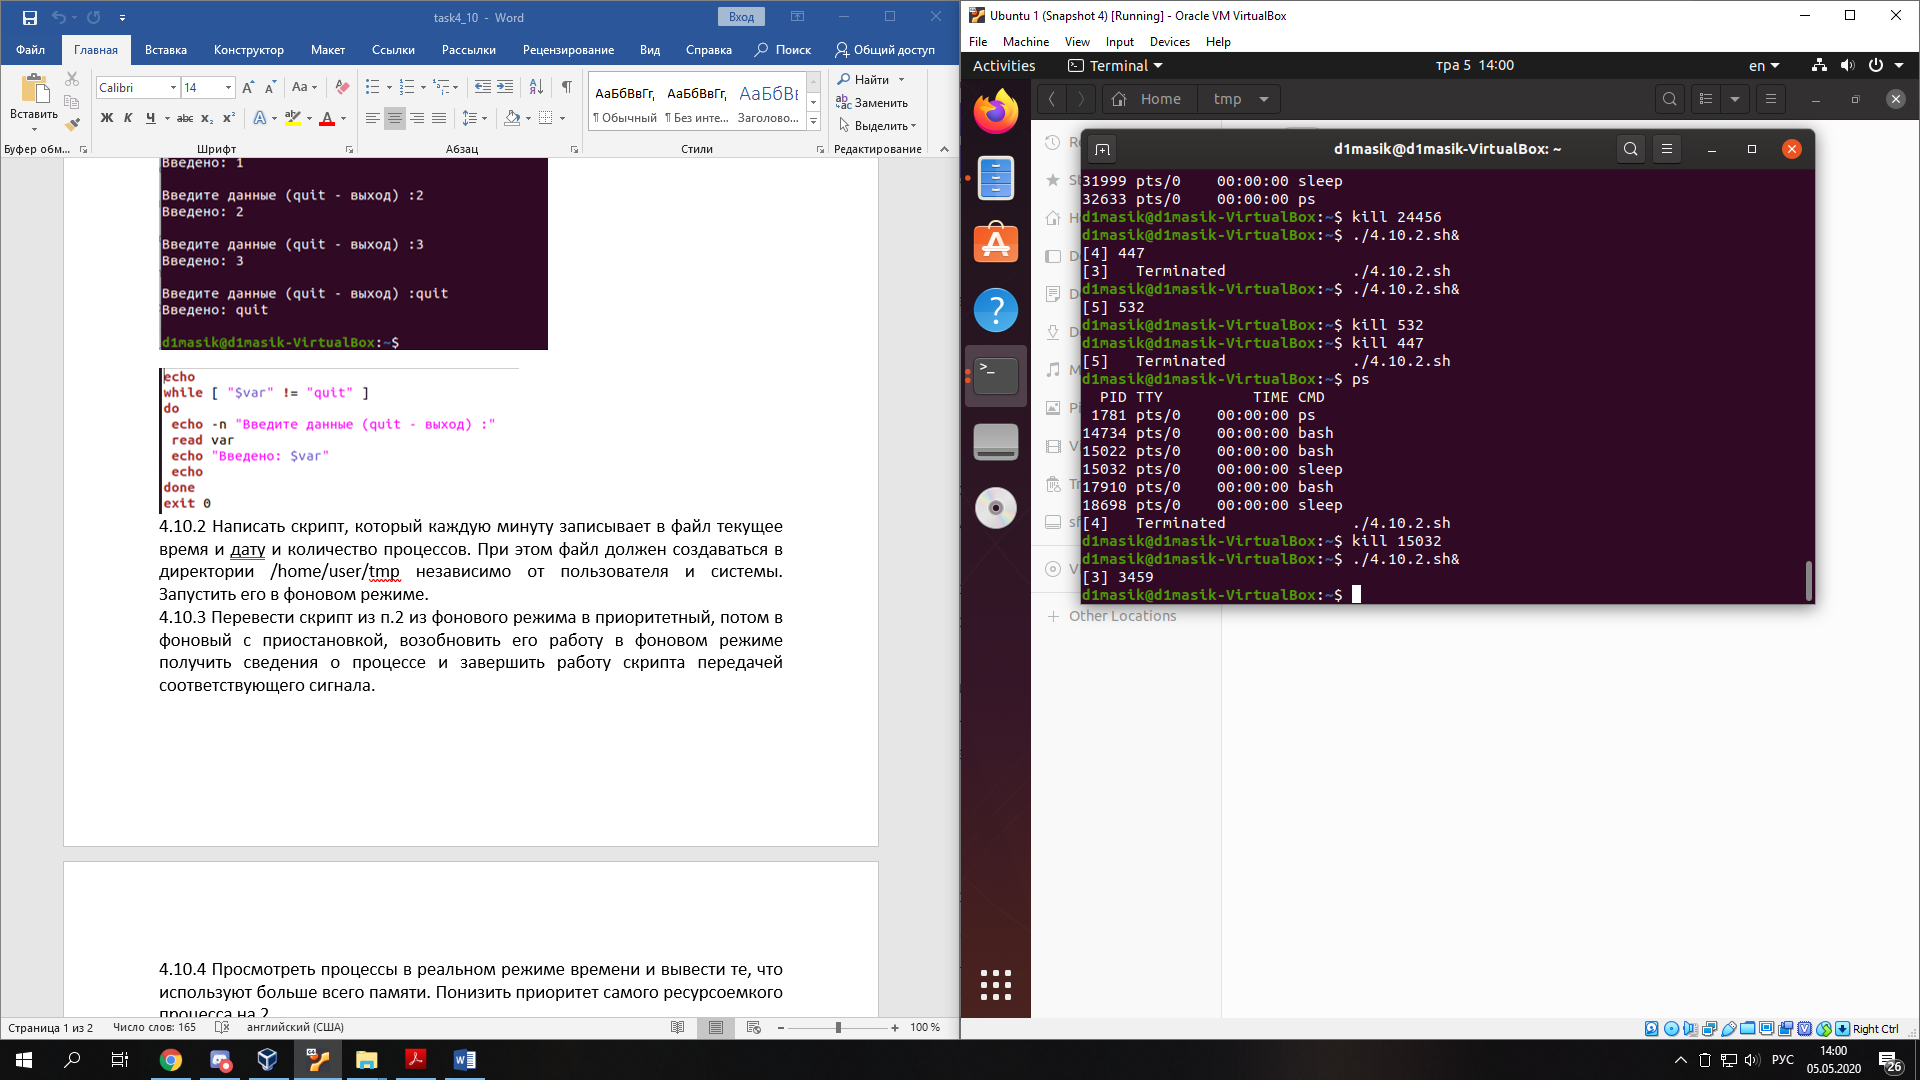 task4_10 - Word
Вход
Файл Главная Вставка Конструктор Макет Ссылки Рассылки Рецензирование Вид Справка Поиск Общий доступ
Вставить
Calibri 14
Аа
Ж К Ч abc x₂ x²
АаБбВвГг, АаБбВвГг, АаБбВı
¶ Обычный ¶ Без инте... Заголово...
Найти
Заменить
Выделить
Буфер обм... Шрифт Абзац Стили Редактирование
Введено: 1
Введите данные (quit - выход) :2
Введено: 2
Введите данные (quit - выход) :3
Введено: 3
Введите данные (quit - выход) :quit
Введено: quit
d1masik@d1masik-VirtualBox:~$
echo
while [ "$var" != "quit" ]
do
echo -n "Введите данные (quit - выход) :"
read var
echo "Введено: $var"
echo
done
exit 0
4.10.2 Написать скрипт, который каждую минуту записывает в файл текущее
время и дату и количество процессов. При этом файл должен создаваться в
директории /home/user/tmp независимо от пользователя и системы.
Запустить его в фоновом режиме.
4.10.3 Перевести скрипт из п.2 из фонового режима в приоритетный, потом в
фоновый с приостановкой, возобновить его работу в фоновом режиме
получить сведения о процессе и завершить работу скрипта передачей
соответствующего сигнала.
4.10.4 Просмотреть процессы в реальном режиме времени и вывести те, что
используют больше всего памяти. Понизить приоритет самого ресурсоемкого
процесса на 2
Страница 1 из 2 Число слов: 165 английский (США) 100 %
Ubuntu 1 (Snapshot 4) [Running] - Oracle VM VirtualBox
File Machine View Input Devices Help
Activities Terminal тра 5 14:00 en
Home tmp
d1masik@d1masik-VirtualBox: ~
31999 pts/0 00:00:00 sleep
32633 pts/0 00:00:00 ps
d1masik@d1masik-VirtualBox:~$ kill 24456
d1masik@d1masik-VirtualBox:~$ ./4.10.2.sh&
[4] 447
[3] Terminated ./4.10.2.sh
d1masik@d1masik-VirtualBox:~$ ./4.10.2.sh&
[5] 532
d1masik@d1masik-VirtualBox:~$ kill 532
d1masik@d1masik-VirtualBox:~$ kill 447
[5] Terminated ./4.10.2.sh
d1masik@d1masik-VirtualBox:~$ ps
PID TTY TIME CMD
1781 pts/0 00:00:00 ps
14734 pts/0 00:00:00 bash
15022 pts/0 00:00:00 bash
15032 pts/0 00:00:00 sleep
17910 pts/0 00:00:00 bash
18698 pts/0 00:00:00 sleep
[4] Terminated ./4.10.2.sh
d1masik@d1masik-VirtualBox:~$ kill 15032
d1masik@d1masik-VirtualBox:~$ ./4.10.2.sh&
[3] 3459
d1masik@d1masik-VirtualBox:~$
Other Locations
Right Ctrl
РУС
14:00
05.05.2020
26